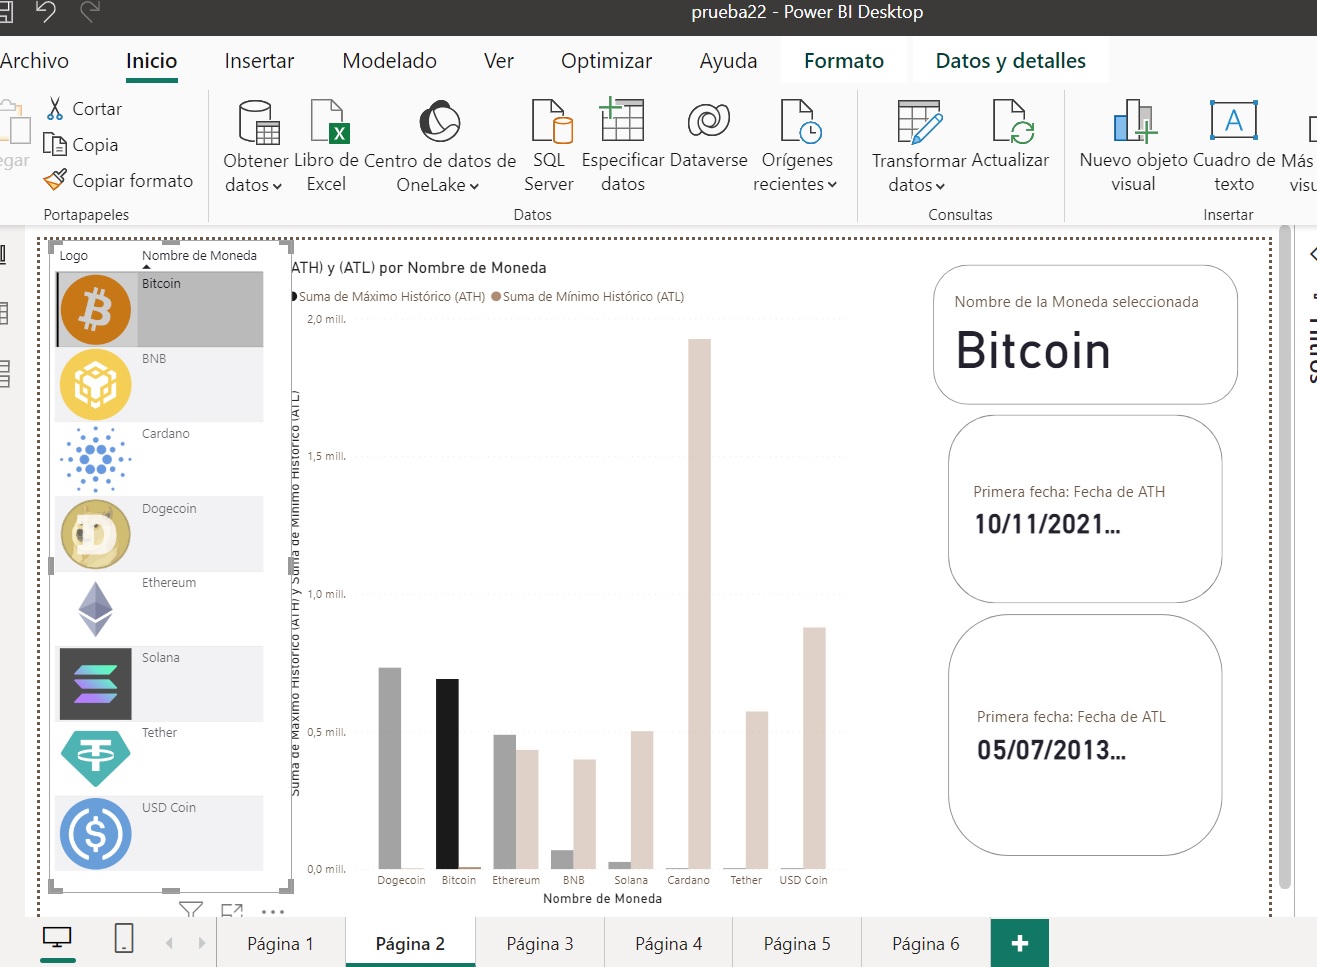 prueba22 - Power BI Desktop
Archivo
Inicio
Insertar
Modelado
Ver
Optimizar
Ayuda
Formato
Datos y detalles
Cortar
Copia
Copiar formato
Portapapeles
Obtener
datos
Libro de
Excel
Centro de datos de
OneLake
SQL
Server
Especificar
datos
Dataverse
Orígenes
recientes
Datos
Transformar
datos
Actualizar
Consultas
Nuevo objeto
visual
A
Cuadro de
texto
Más
Insertar
Logo
Nombre de Moneda
Bitcoin
BNB
Cardano
Dogecoin
Ethereum
Solana
Tether
USD Coin
(ATH) y (ATL) por Nombre de Moneda
Suma de Máximo Histórico (ATH)
Suma de Mínimo Histórico (ATL)
Suma de Máximo Histórico (ATH) y Suma de Mínimo Histórico (ATL)
2,0 mill.
1,5 mill.
1,0 mill.
0,5 mill.
0,0 mill.
Dogecoin
Bitcoin
Ethereum
BNB
Solana
Cardano
Tether
USD Coin
Nombre de Moneda
Nombre de la Moneda seleccionada
Bitcoin
Primera fecha: Fecha de ATH
10/11/2021...
Primera fecha: Fecha de ATL
05/07/2013...
Página 1
Página 2
Página 3
Página 4
Página 5
Página 6